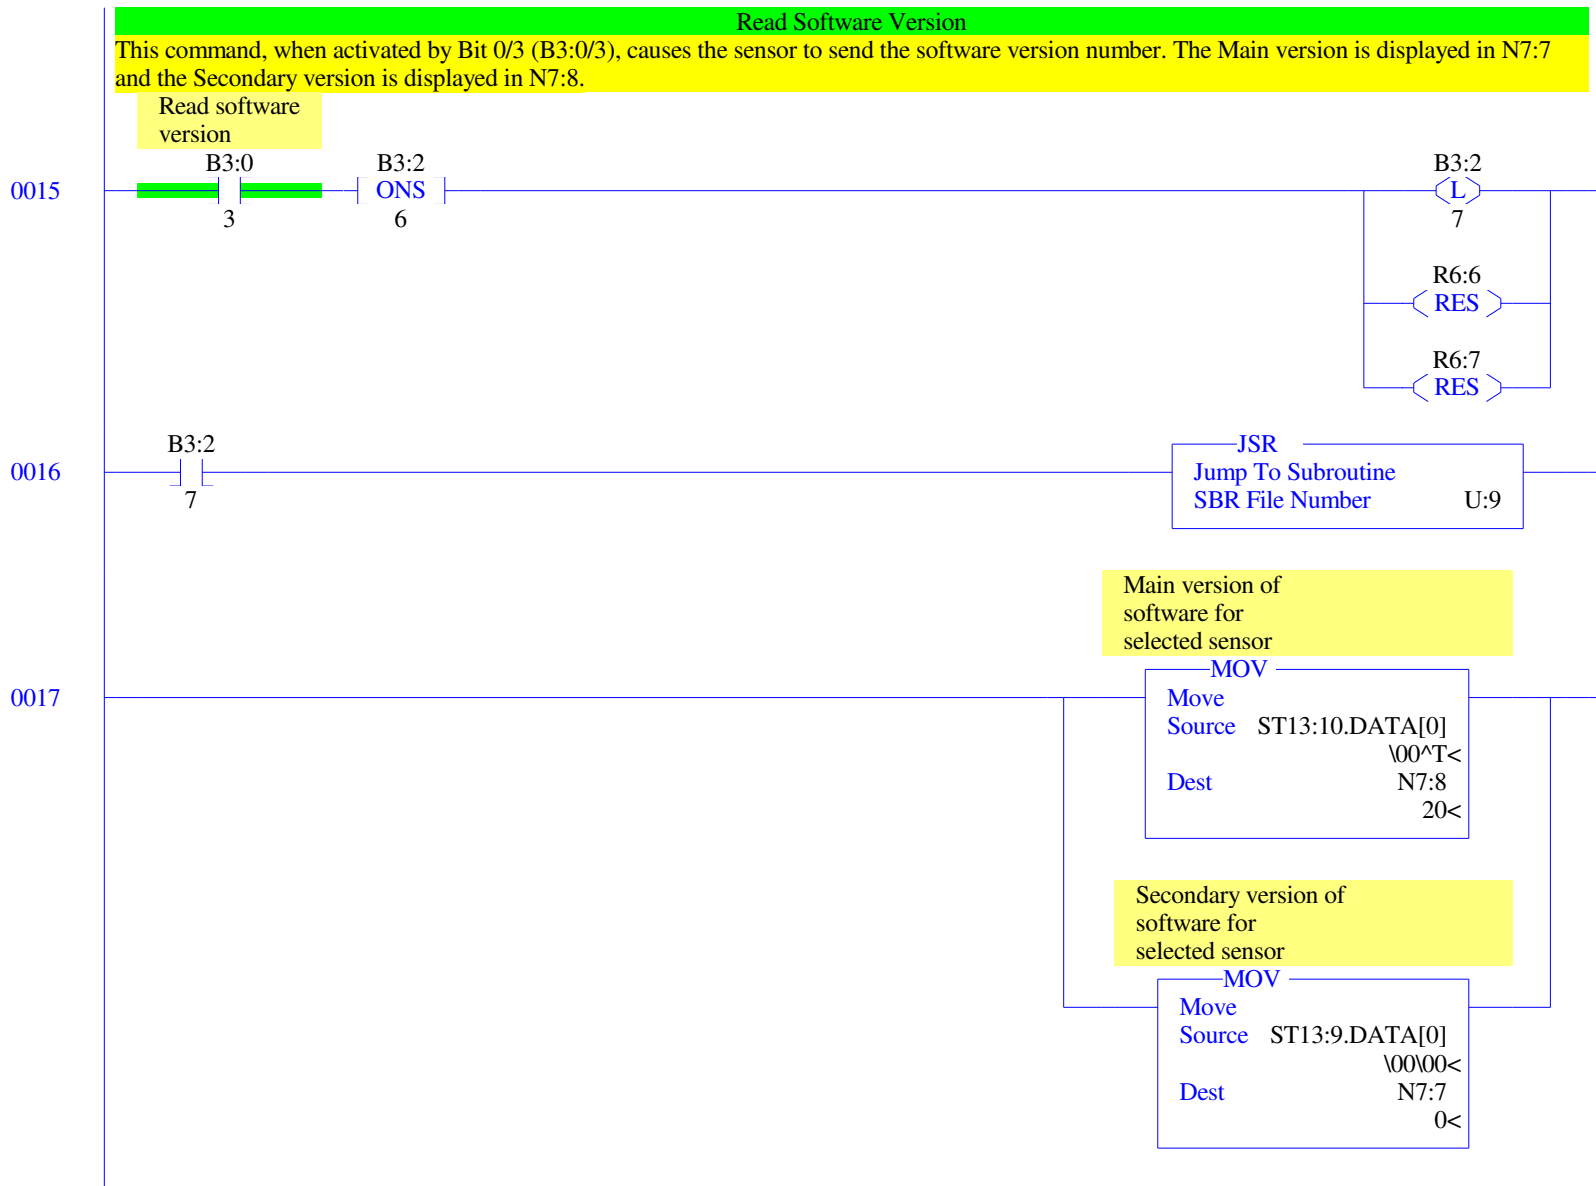 Read Software Version
This command, when activated by Bit 0/3 (B3:0/3), causes the sensor to send the software version number. The Main version is displayed in N7:7
and the Secondary version is displayed in N7:8.
Read software
version
B3:0
B3:2
B3:2
0015
ONS
L
3
6
7
R6:6
RES
R6:7
RES
B3:2
JSR
0016
Jump To Subroutine
7
SBR File Number U:9
Main version of
software for
selected sensor
MOV
0017
Move
Source ST13:10.DATA[0]
\00^T<
Dest N7:8
20<
Secondary version of
software for
selected sensor
MOV
Move
Source ST13:9.DATA[0]
\00\00<
Dest N7:7
0<